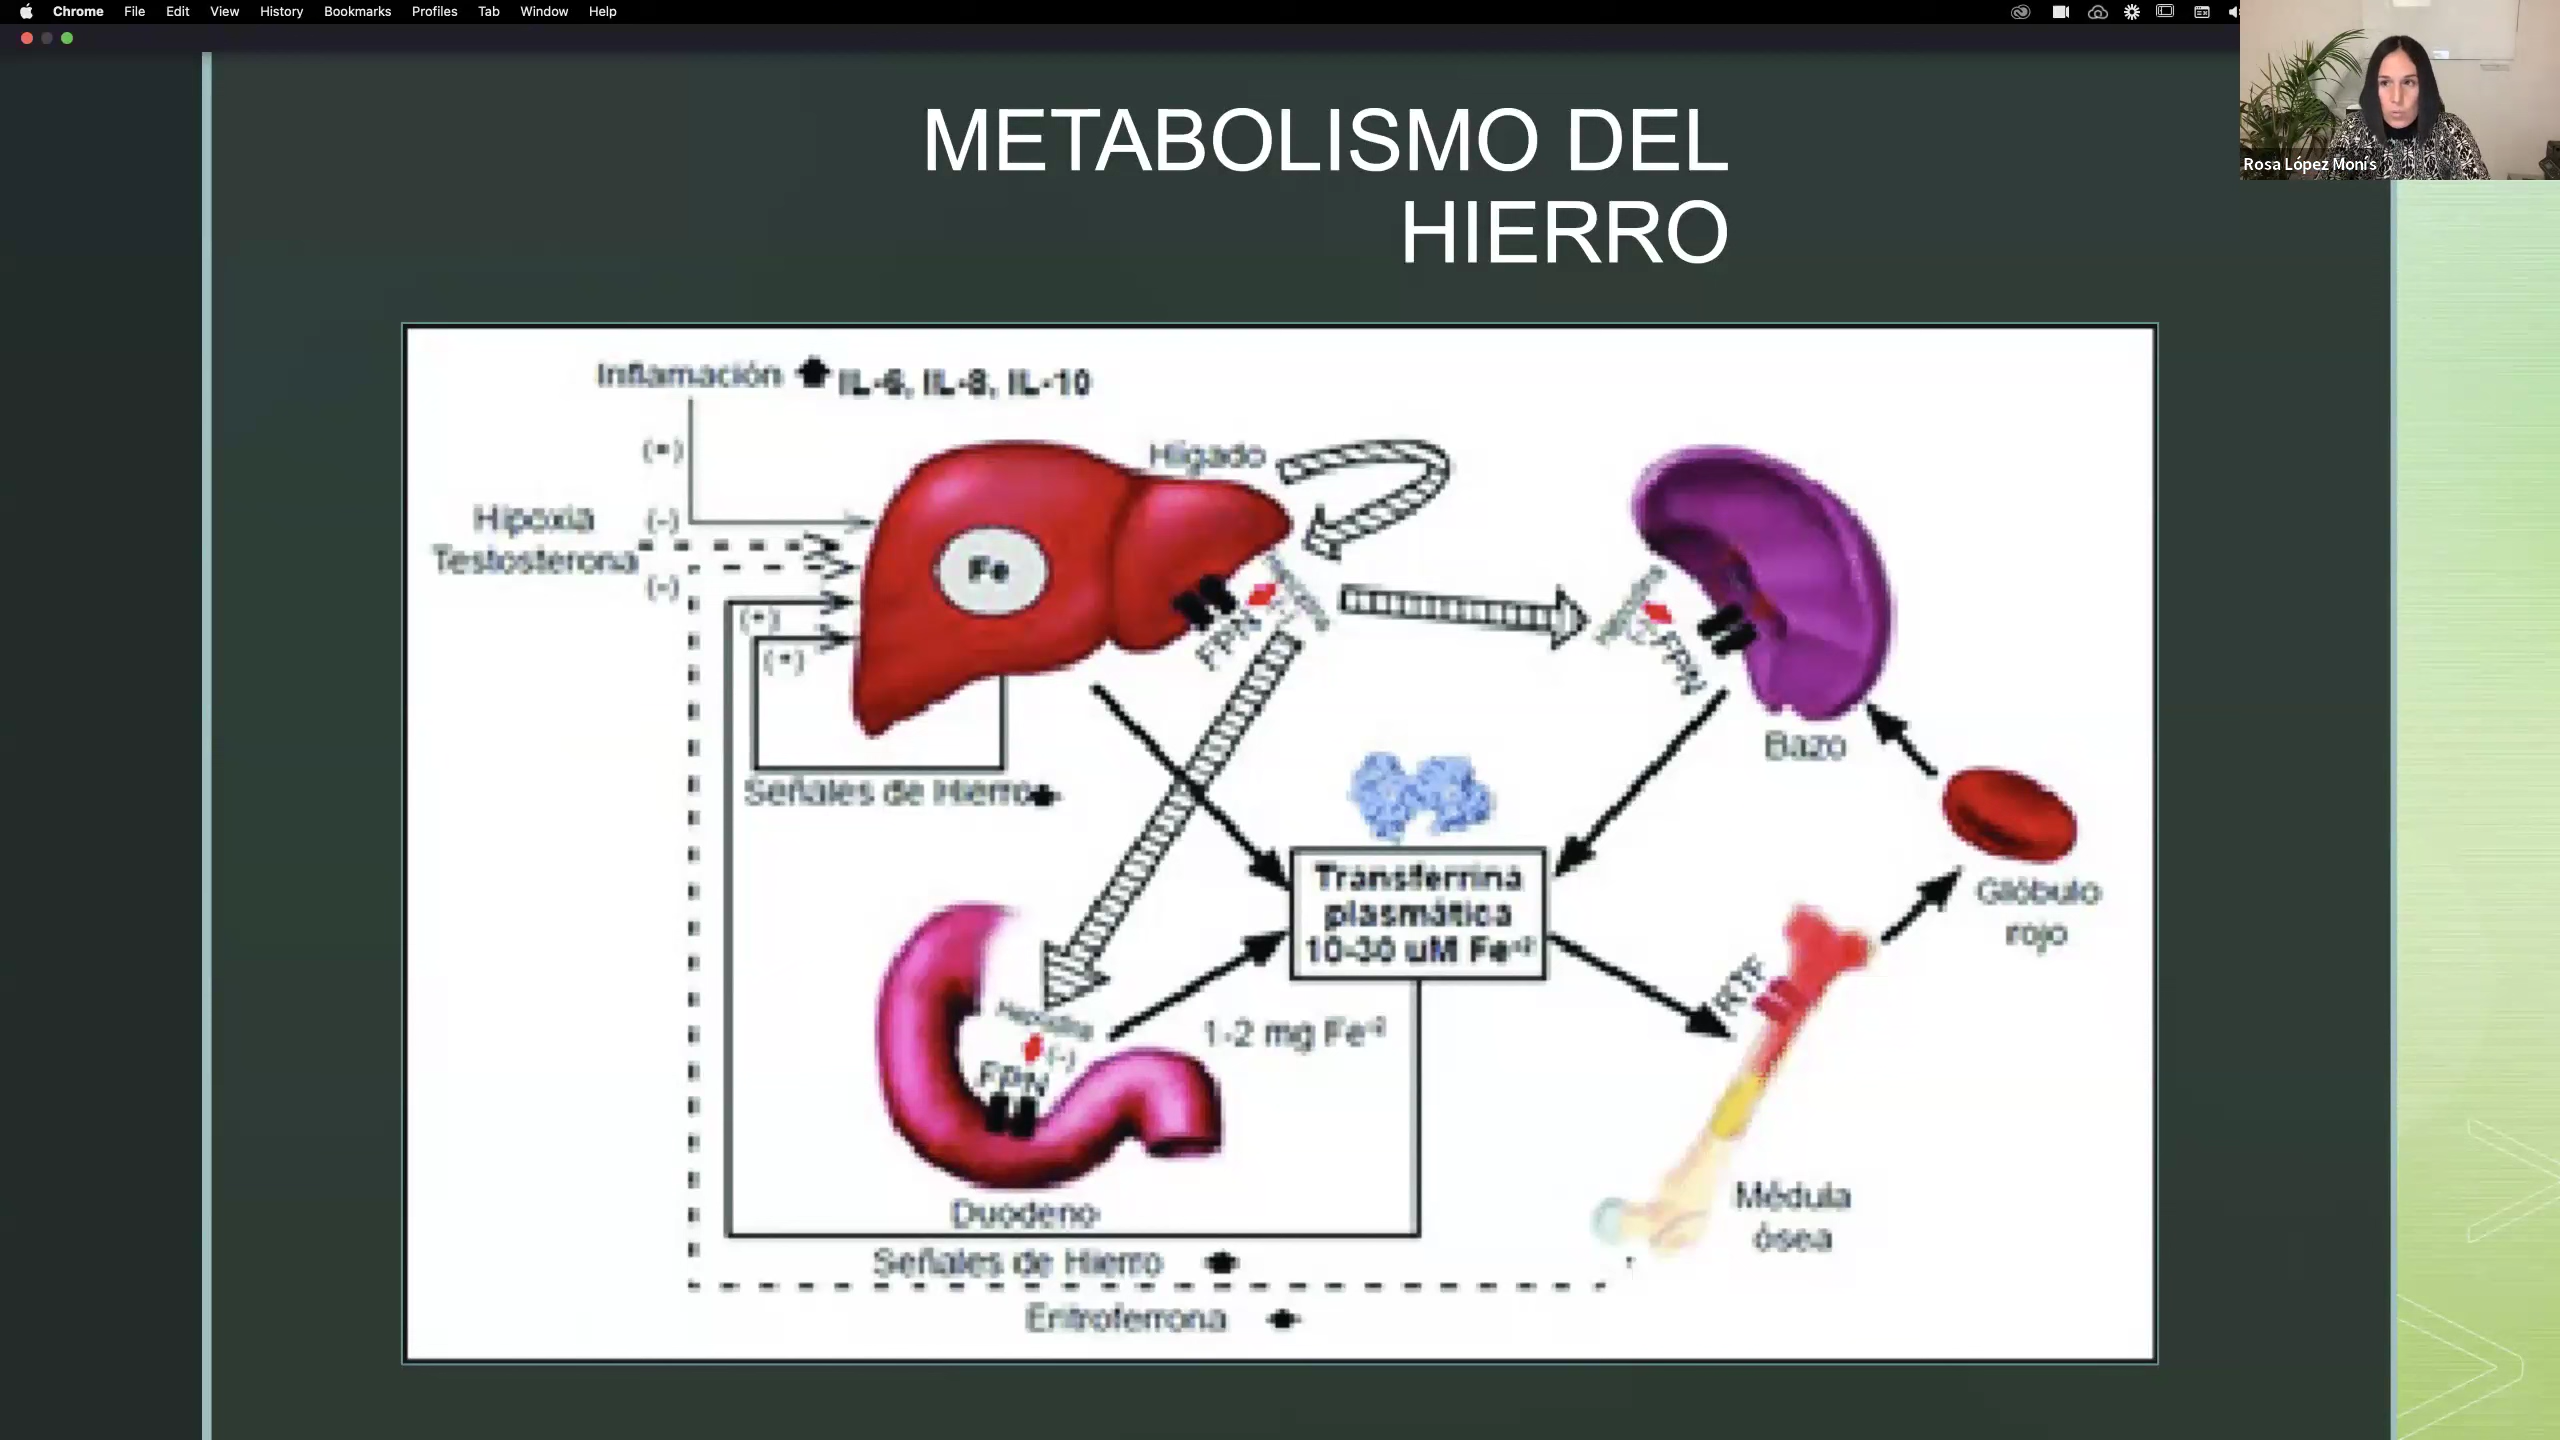 Chrome File Edit View History Bookmarks Profiles Tab Window Help
Rosa López Monís
METABOLISMO DEL
HIERRO
Inflamación IL-6, IL-8, IL-10
(+)
Hígado
Hipoxia (-)
Testosterona
(-)
Fe
(+)
(+)
FPN
FPN
Señales de Hierro
Bazo
Transferrina
plasmática
10-30 uM Fe
Glóbulo
rojo
RTF
Hepcidina
(-)
FPN
1-2 mg Fe
Duodeno
Médula
ósea
Señales de Hierro
Eritroferrona